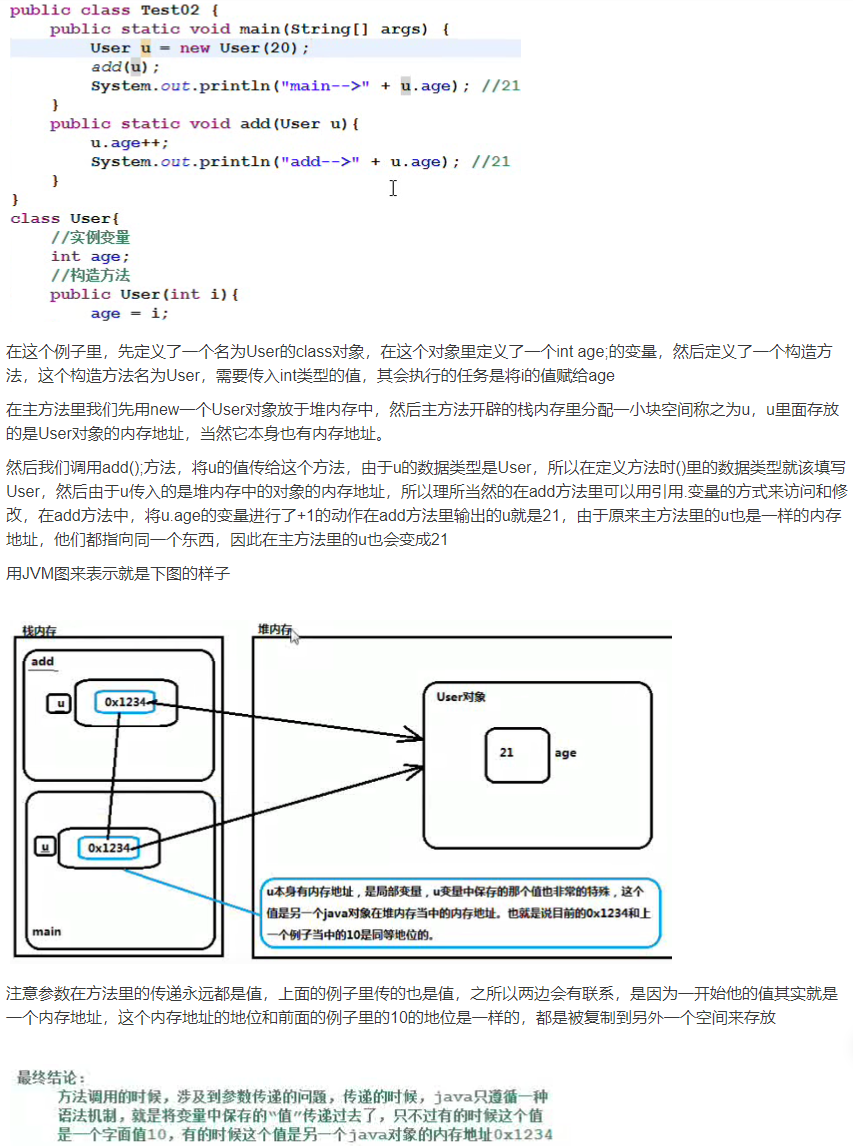 public class Test02 {
public static void main(String[] args) {
User u = new User(20);
add(u);
System.out.println("main-->" + u.age); //21
}
public static void add(User u){
u.age++;
System.out.println("add-->" + u.age); //21
}
}
class User{
//实例变量
int age;
//构造方法
public User(int i){
age = i;
在这个例子里，先定义了一个名为User的class对象，在这个对象里定义了一个int age;的变量，然后定义了一个构造方
法，这个构造方法名为User，需要传入int类型的值，其会执行的任务是将i的值赋给age
在主方法里我们先用new一个User对象放于堆内存中，然后主方法开辟的栈内存里分配一小块空间称之为u，u里面存放
的是User对象的内存地址，当然它本身也有内存地址。
然后我们调用add();方法，将u的值传给这个方法，由于u的数据类型是User，所以在定义方法时()里的数据类型就该填写
User，然后由于u传入的是堆内存中的对象的内存地址，所以理所当然的在add方法里可以用引用.变量的方式来访问和修
改，在add方法中，将u.age的变量进行了+1的动作在add方法里输出的u就是21，由于原来主方法里的u也是一样的内存
地址，他们都指向同一个东西，因此在主方法里的u也会变成21
用JVM图来表示就是下图的样子
栈内存
堆内存
add
u
0x1234
User对象
21
age
u
0x1234
main
u本身有内存地址，是局部变量，u变量中保存的那个值也非常的特殊，这个
值是另一个java对象在堆内存当中的内存地址。也就是说目前的0x1234和上
一个例子当中的10是同等地位的。
注意参数在方法里的传递永远都是值，上面的例子里传的也是值，之所以两边会有联系，是因为一开始他的值其实就是
一个内存地址，这个内存地址的地位和前面的例子里的10的地位是一样的，都是被复制到另外一个空间来存放
最终结论：
方法调用的时候，涉及到参数传递的问题，传递的时候，java只遵循一种
语法机制，就是将变量中保存的“值”传递过去了，只不过有的时候这个值
是一个字面值10，有的时候这个值是另一个java对象的内存地址0x1234